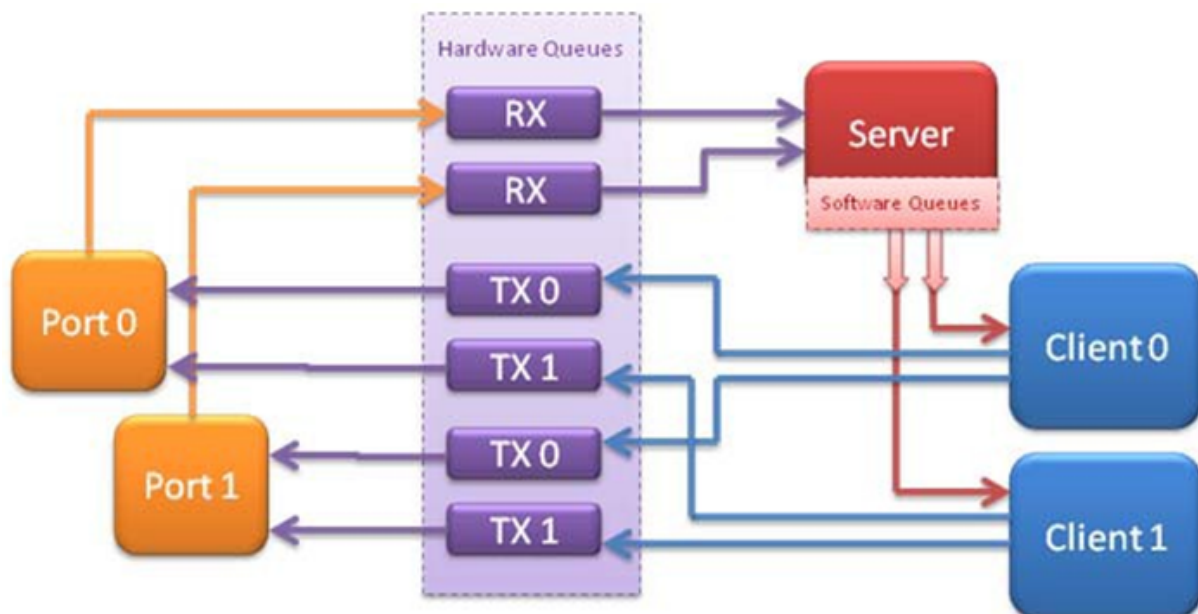 Hardware Queues
RX
Server
RX
Software Queues
TX 0
Port 0
Client 0
TX 1
TX 0
Port 1
TX 1
Client 1